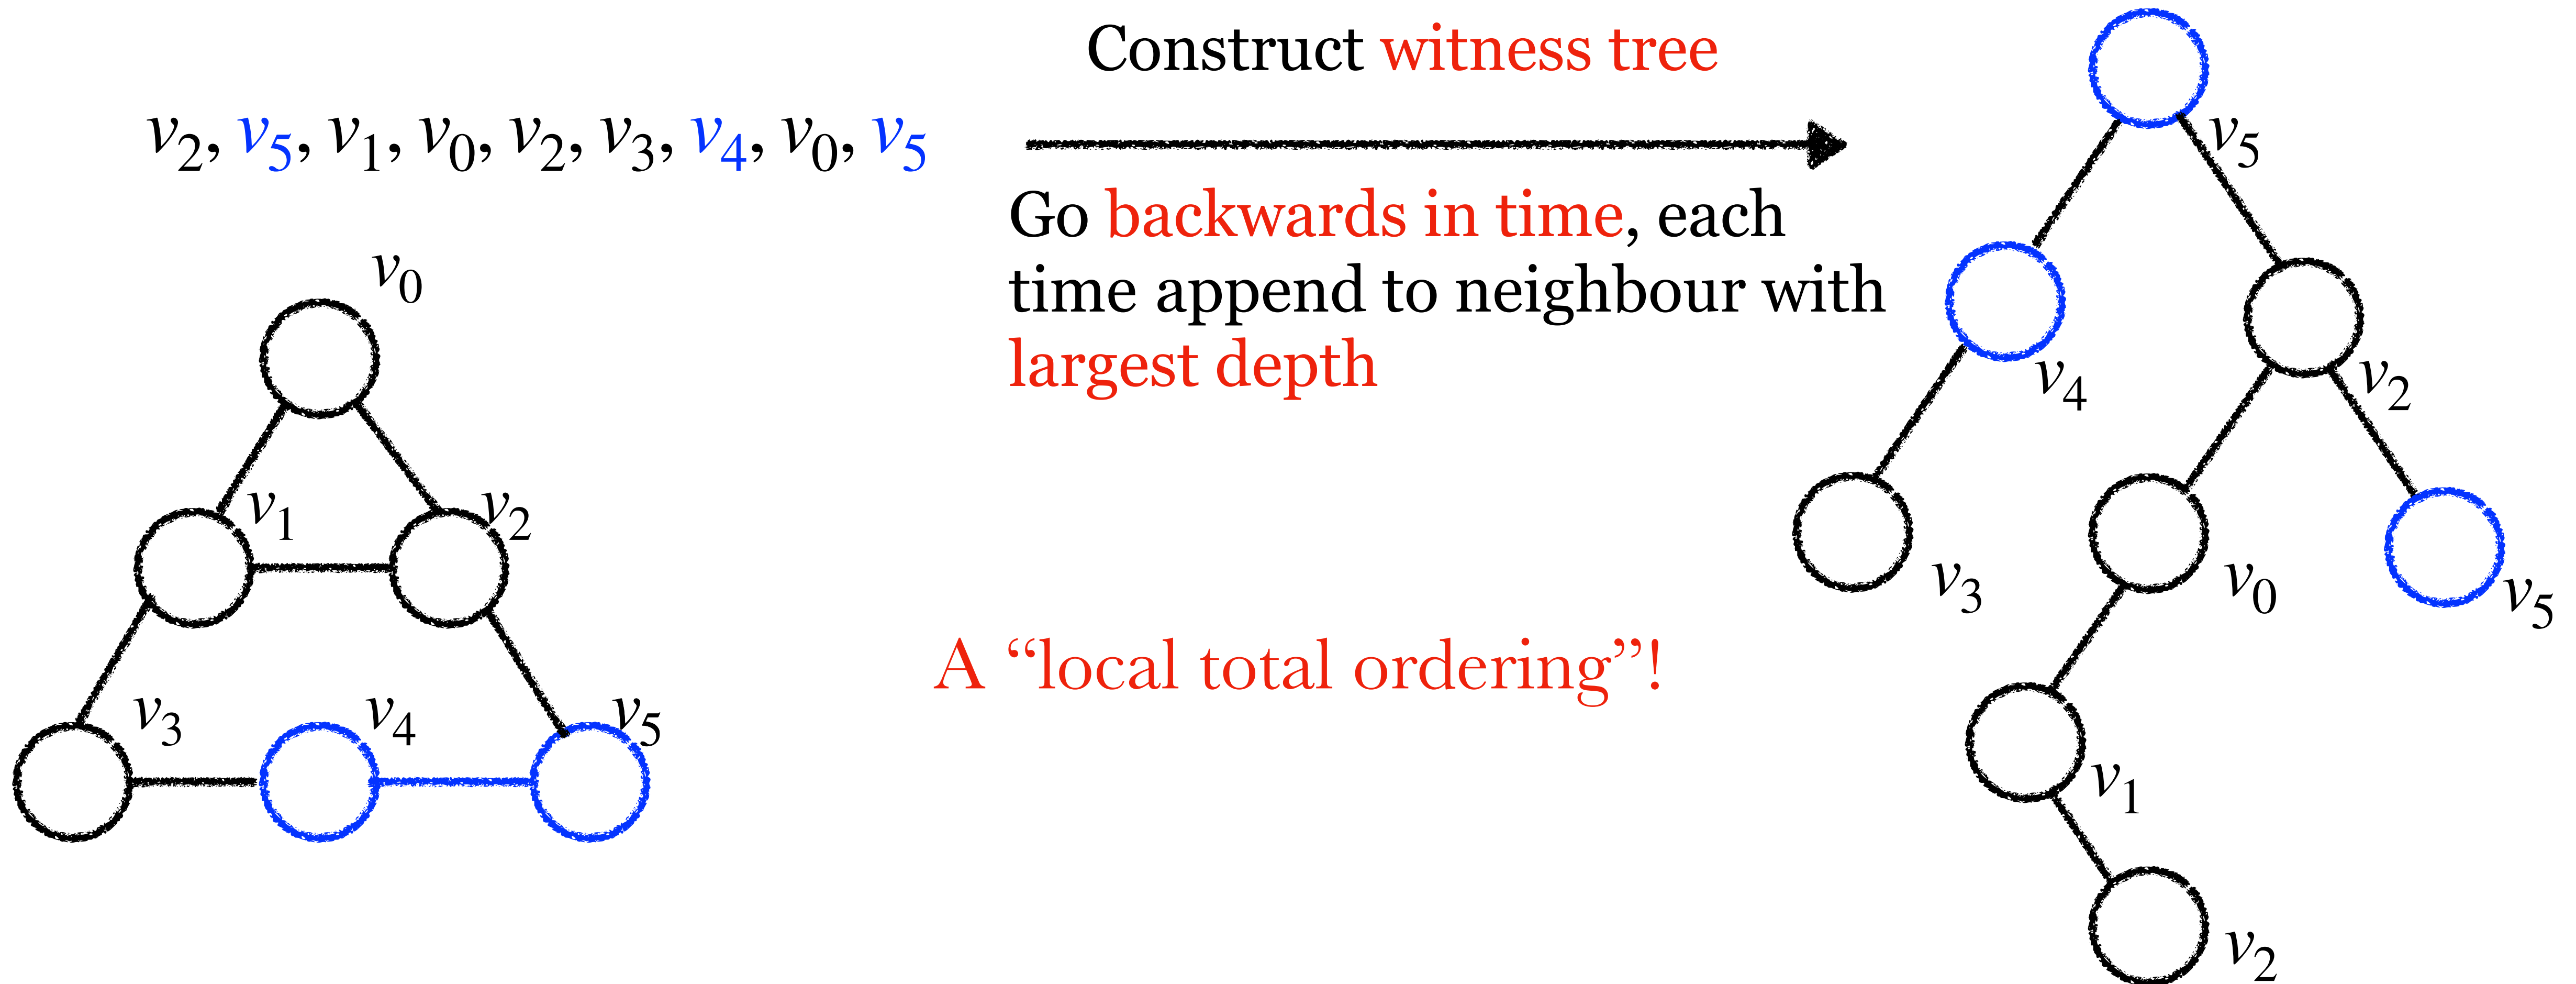 Construct witness tree
v₂, v₅, v₁, v₀, v₂, v₃, v₄, v₀, v₅
Go backwards in time, each
time append to neighbour with
largest depth
A “local total ordering”!
v₀
v₁
v₂
v₃
v₄
v₅
v₅
v₄
v₂
v₃
v₀
v₅
v₁
v₂